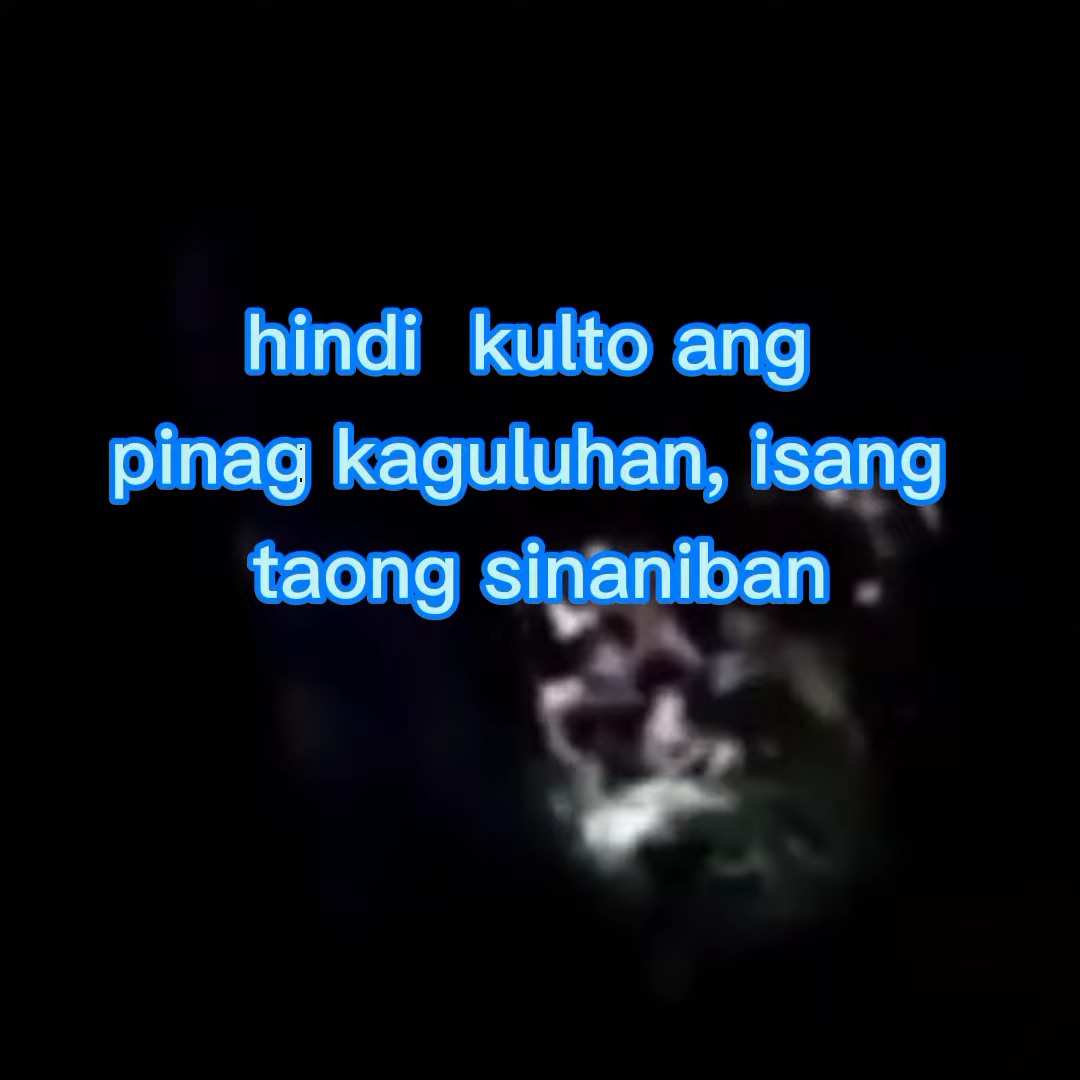 hindi  kulto ang
pinag kaguluhan, isang
taong sinaniban